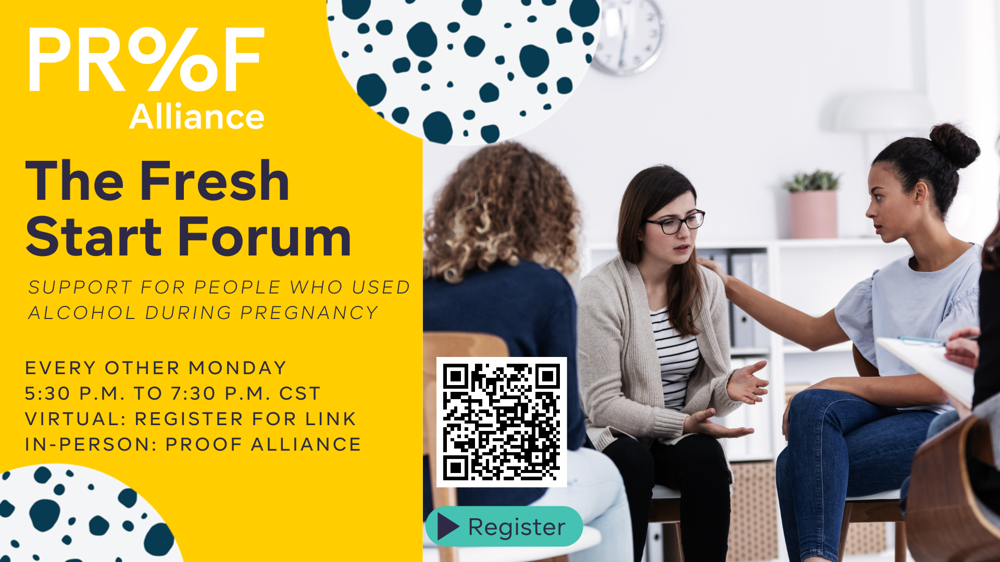 PR%F
Alliance
The Fresh
Start Forum
SUPPORT FOR PEOPLE WHO USED
ALCOHOL DURING PREGNANCY
EVERY OTHER MONDAY
5:30 P.M. TO 7:30 P.M. CST
VIRTUAL: REGISTER FOR LINK
IN-PERSON: PROOF ALLIANCE
Register